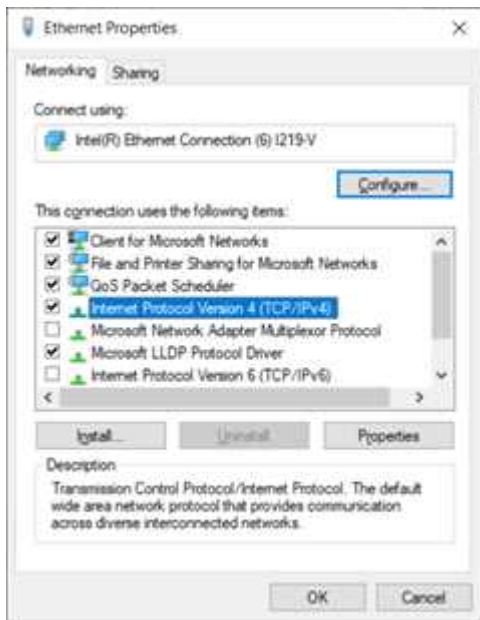 Ethernet Properties
Networking
Sharing
Connect using:
Intel(R) Ethernet Connection (6) I219-V
Configure...
This connection uses the following items:
Client for Microsoft Networks
File and Printer Sharing for Microsoft Networks
QoS Packet Scheduler
Internet Protocol Version 4 (TCP/IPv4)
Microsoft Network Adapter Multiplexor Protocol
Microsoft LLDP Protocol Driver
Internet Protocol Version 6 (TCP/IPv6)
Install...
Uninstall
Properties
Description
Transmission Control Protocol/Internet Protocol. The default
wide area network protocol that provides communication
across diverse interconnected networks.
OK
Cancel